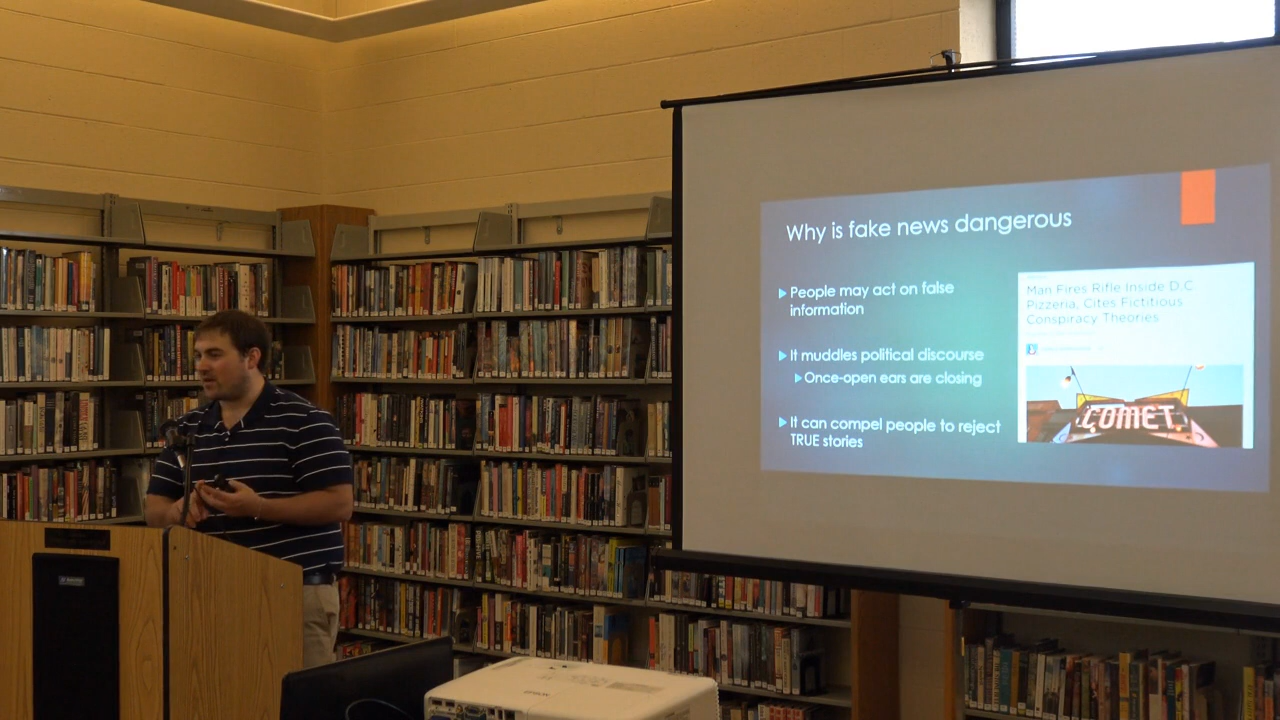 Why is fake news dangerous
People may act on false
information
It muddles political discourse
Once-open ears are closing
It can compel people to reject
TRUE stories
Man Fires Rifle Inside D.C.
Pizzeria, Cites Fictitious
Conspiracy Theories
COMET
EPSON